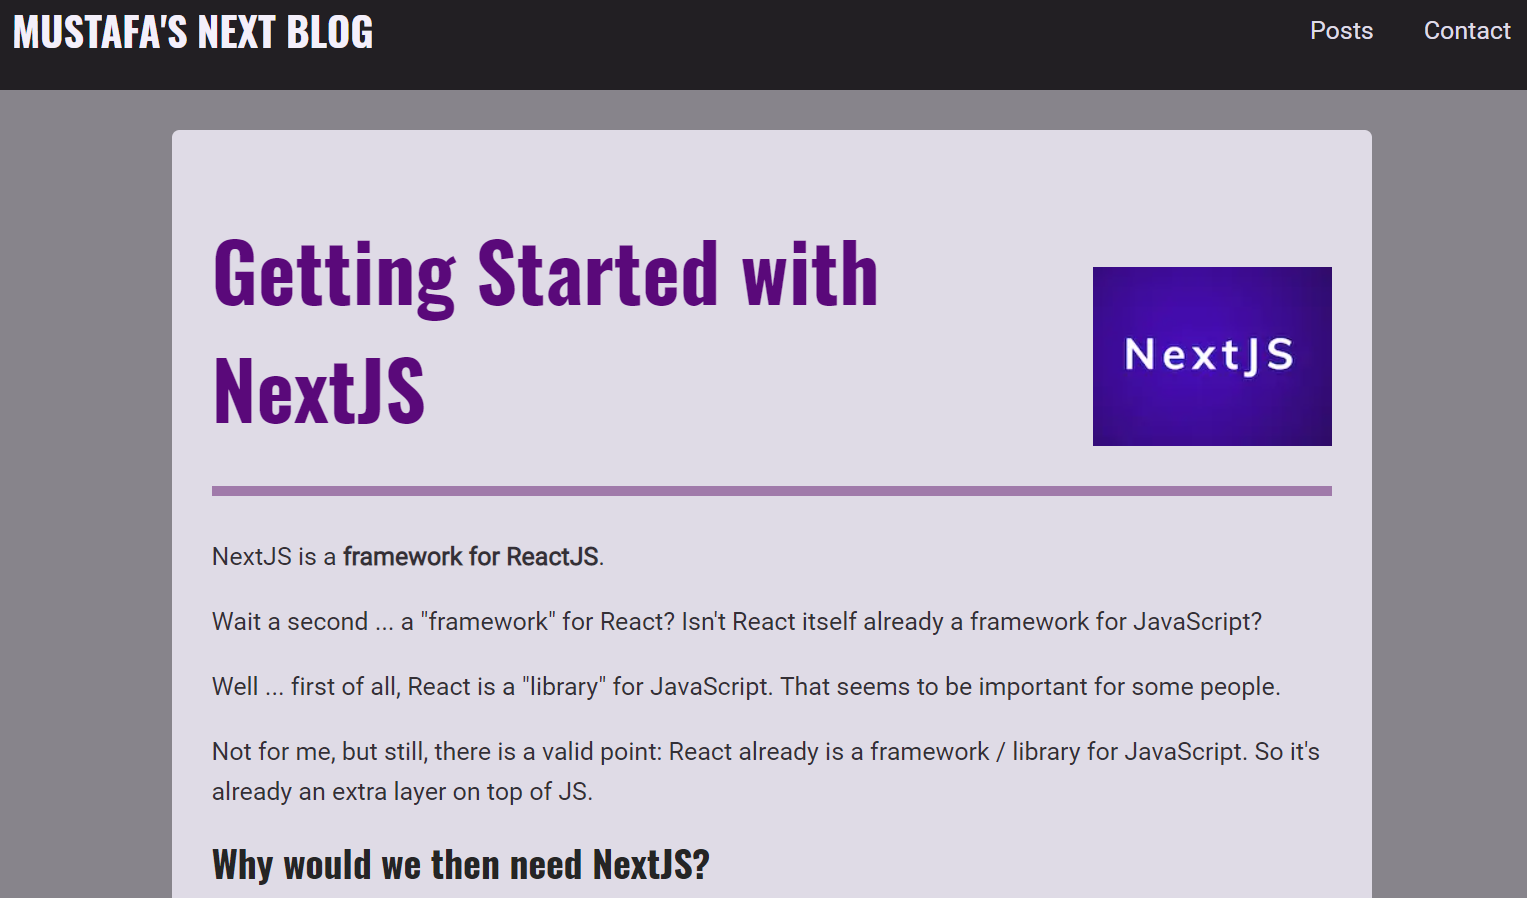 MUSTAFA'S NEXT BLOG
Posts
Contact
Getting Started with
NextJS
NextJS
NextJS is a framework for ReactJS.
Wait a second ... a "framework" for React? Isn't React itself already a framework for JavaScript?
Well ... first of all, React is a "library" for JavaScript. That seems to be important for some people.
Not for me, but still, there is a valid point: React already is a framework / library for JavaScript. So it's
already an extra layer on top of JS.
Why would we then need NextJS?